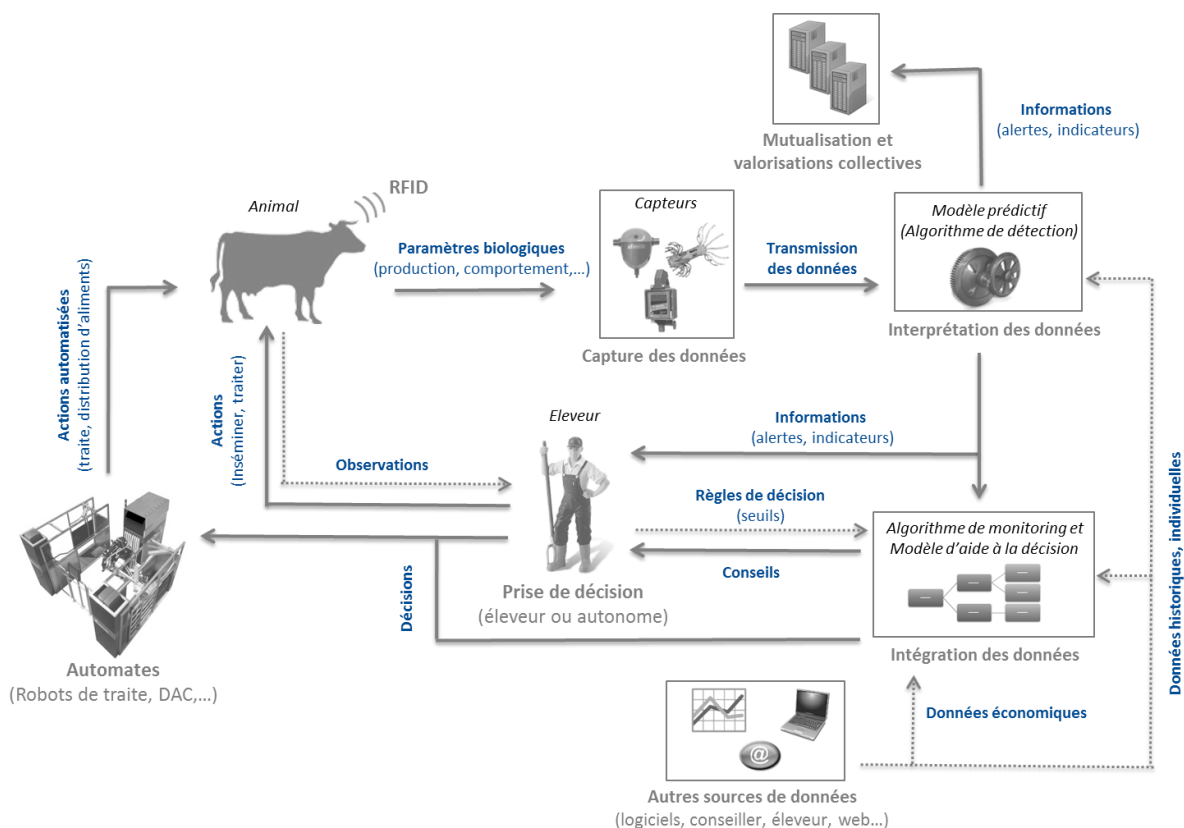 Mutualisation et
valorisations collectives
Informations
(alertes, indicateurs)
RFID
Animal
Paramètres biologiques
(production, comportement,...)
Capteurs
Capture des données
Transmission
des données
Modèle prédictif
(Algorithme de détection)
Interprétation des données
Actions automatisées
(traite, distribution d'aliments)
Actions
(Inséminer, traiter)
Observations
Eleveur
Informations
(alertes, indicateurs)
Règles de décision
(seuils)
Conseils
Prise de décision
(éleveur ou autonome)
Décisions
Algorithme de monitoring et
Modèle d'aide à la décision
Intégration des données
Données historiques, individuelles
Automates
(Robots de traite, DAC,...)
Données économiques
@
Autres sources de données
(logiciels, conseiller, éleveur, web...)